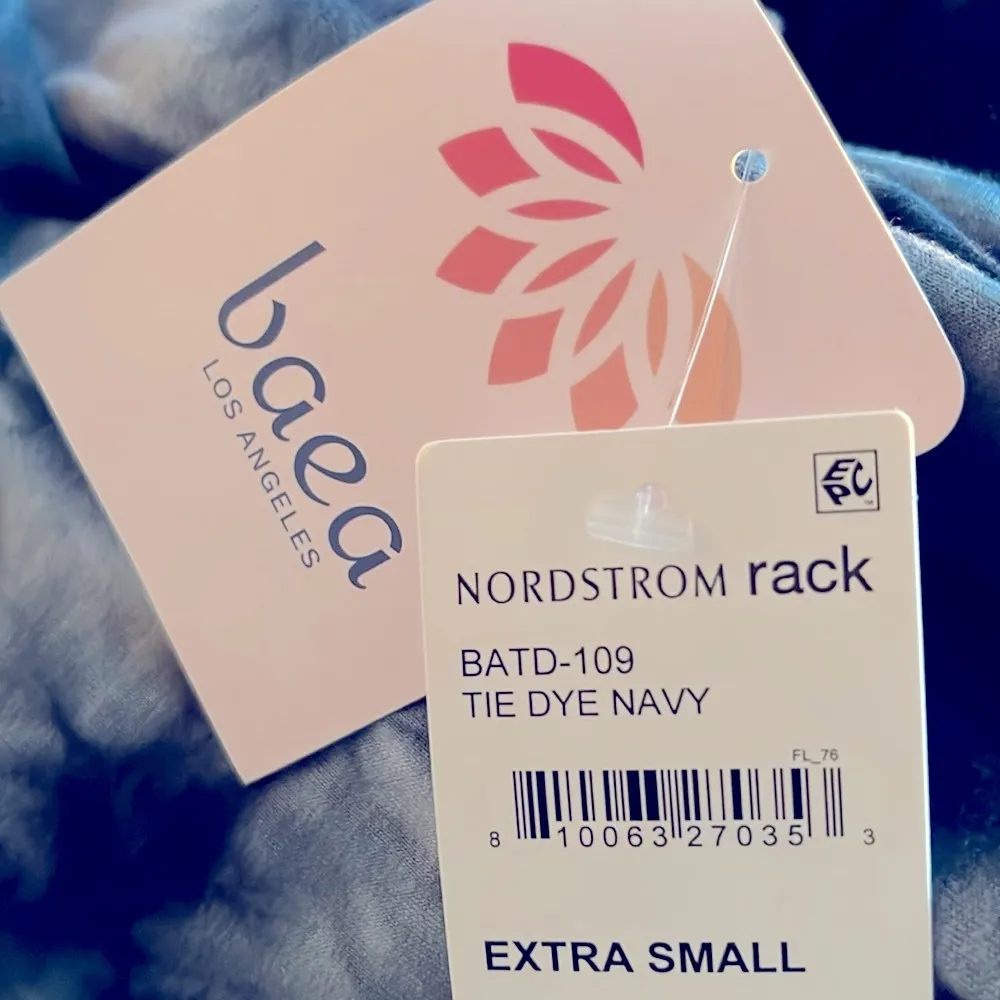 baea
LOS ANGELES
EPC
NORDSTROM rack
BATD-109
TIE DYE NAVY
FL_76
8 10063 27035 3
EXTRA SMALL